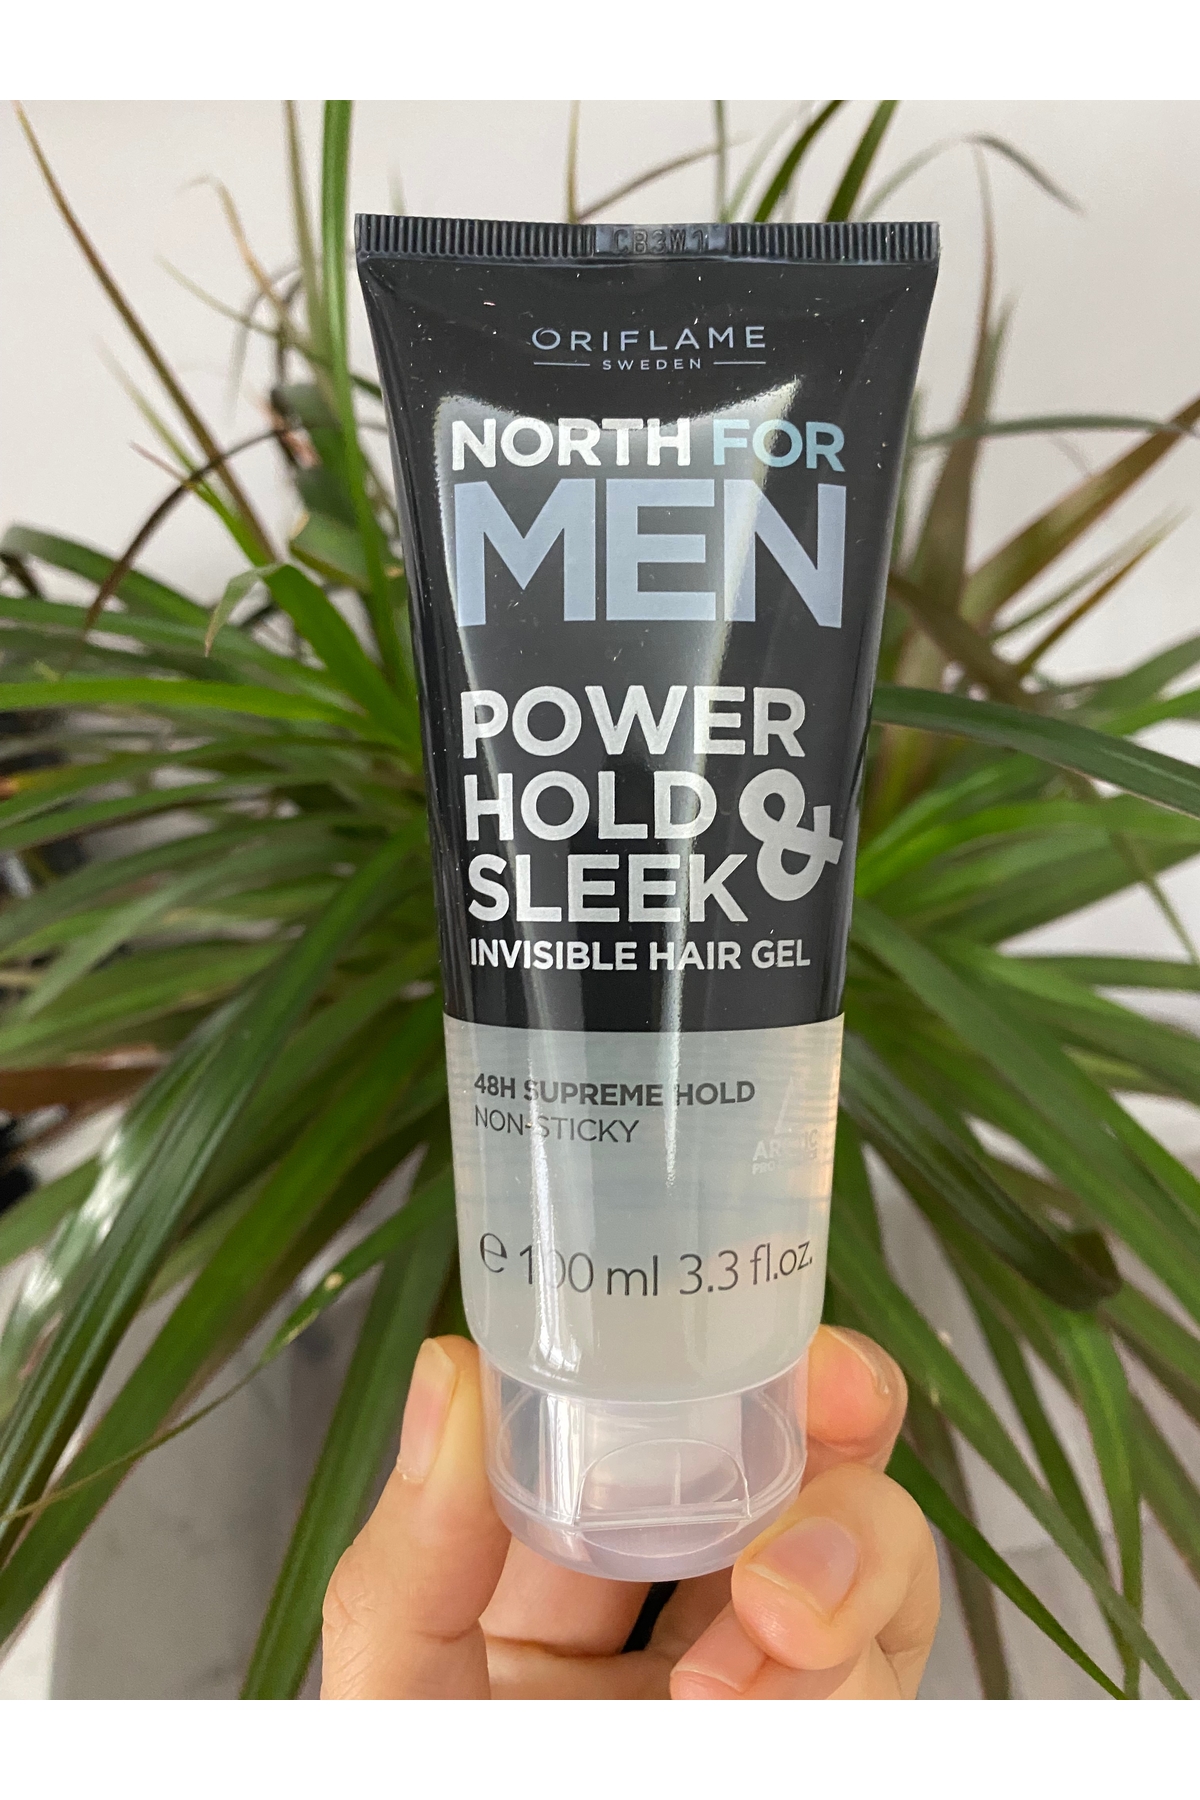 CB3W1
ORIFLAME
SWEDEN
NORTH FOR
MEN
POWER
HOLD &
SLEEK
INVISIBLE HAIR GEL
48H SUPREME HOLD
NON-STICKY
e 100 ml 3.3 fl.oz.